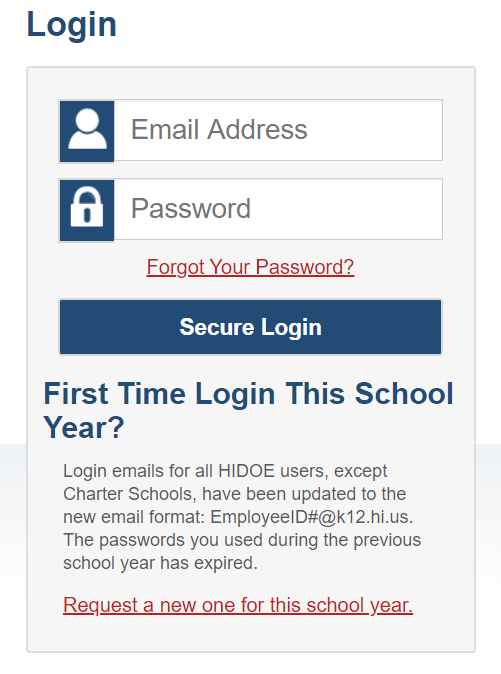 Login
Email Address
Password
Forgot Your Password?
Secure Login
First Time Login This School
Year?
Login emails for all HIDOE users, except
Charter Schools, have been updated to the
new email format: EmployeeID#@k12.hi.us.
The passwords you used during the previous
school year has expired.
Request a new one for this school year.